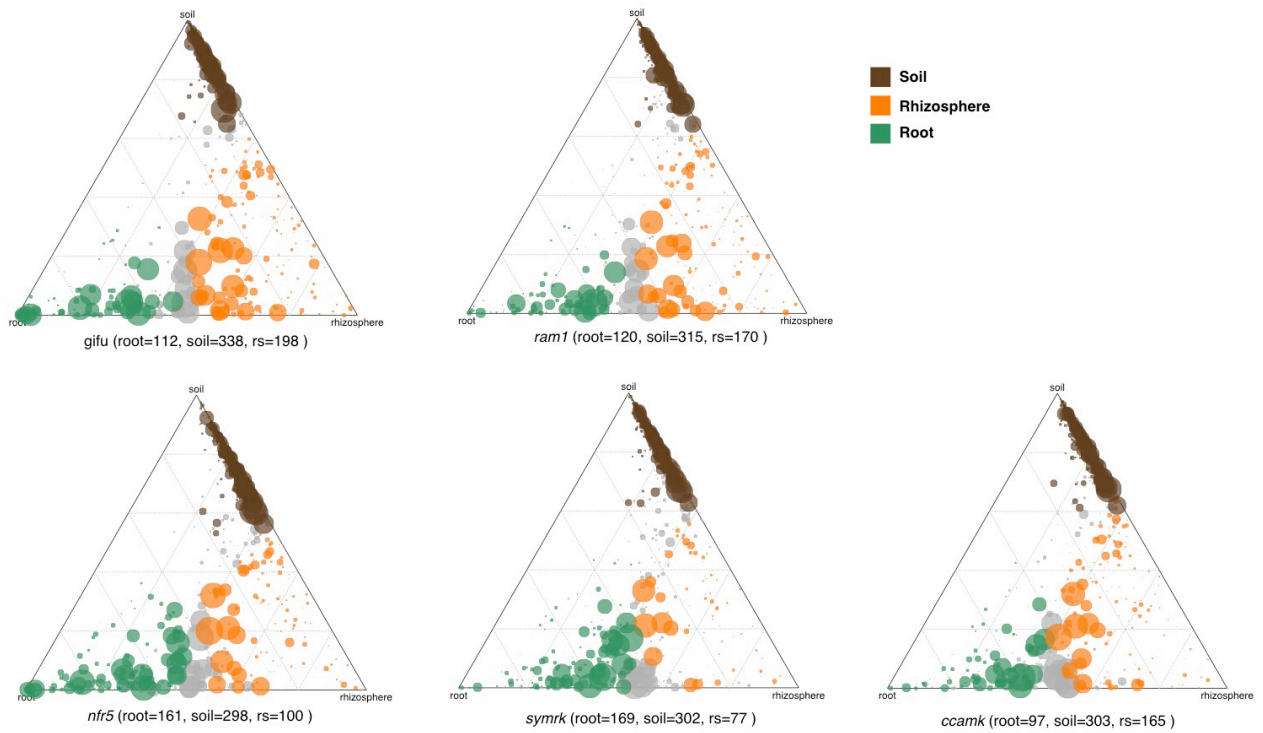 soil
root
rhizosphere
gifu (root=112, soil=338, rs=198 )
soil
root
rhizosphere
ram1 (root=120, soil=315, rs=170 )
Soil
Rhizosphere
Root
soil
root
rhizosphere
nfr5 (root=161, soil=298, rs=100 )
soil
root
rhizosphere
symrk (root=169, soil=302, rs=77 )
soil
root
rhizosphere
ccamk (root=97, soil=303, rs=165 )